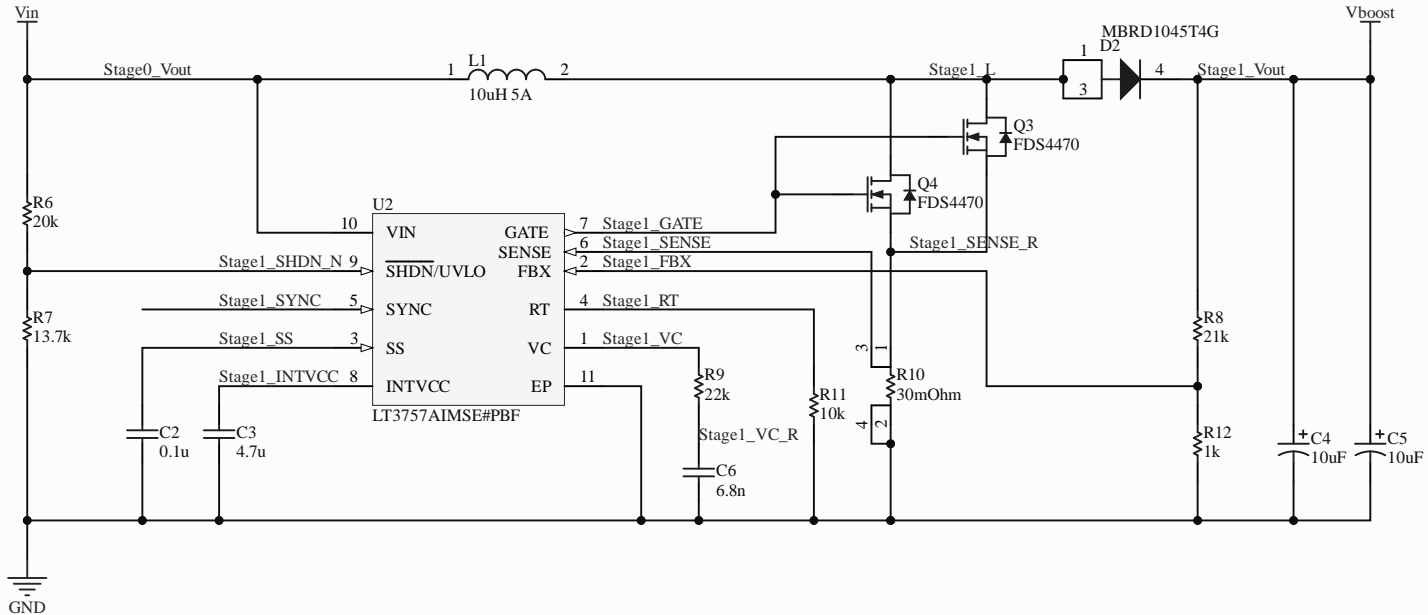 Vin
Vboost
MBRD1045T4G
D2
L1
Stage0_Vout
1
2
10uH 5A
Stage1_L
1
3
4
Stage1_Vout
Q3
FDS4470
Q4
FDS4470
R6
20k
U2
10
VIN
GATE
7
Stage1_GATE
SENSE
6
Stage1_SENSE
Stage1_SENSE_R
Stage1_SHDN_N
9
SHDN/UVLO
FBX
2
Stage1_FBX
Stage1_SYNC
5
SYNC
RT
4
Stage1_RT
R7
13.7k
R8
21k
Stage1_SS
3
SS
VC
1
Stage1_VC
3
1
Stage1_INTVCC
8
INTVCC
EP
11
R9
22k
R11
10k
R10
30mOhm
LT3757AIMSE#PBF
C2
0.1u
C3
4.7u
Stage1_VC_R
4
2
R12
1k
C4
10uF
C5
10uF
C6
6.8n
GND